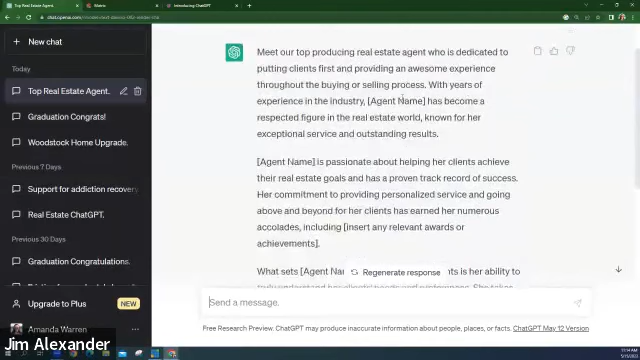 Top Real Estate Agent.
Matrix
Introducing ChatGPT
chat.openai.com
New chat
Today
Top Real Estate Agent.
Graduation Congrats!
Woodstock Home Upgrade.
Previous 7 Days
Support for addiction recovery
Real Estate ChatGPT.
Previous 30 Days
Graduation Congratulations.
Upgrade to Plus NEW
Amanda Warren
Jim Alexander
Meet our top producing real estate agent who is dedicated to
putting clients first and providing an awesome experience
throughout the buying or selling process. With years of
experience in the industry, [Agent Name] has become a
respected figure in the real estate world, known for her
exceptional service and outstanding results.
[Agent Name] is passionate about helping her clients achieve
their real estate goals and has a proven track record of success.
Her commitment to providing personalized service and going
above and beyond for her clients has earned her numerous
accolades, including [insert any relevant awards or
achievements].
What sets [Agent Nam
Regenerate response
nts is her ability to
Send a message.
Free Research Preview. ChatGPT may produce inaccurate information about people, places, or facts. ChatGPT May 12 Version